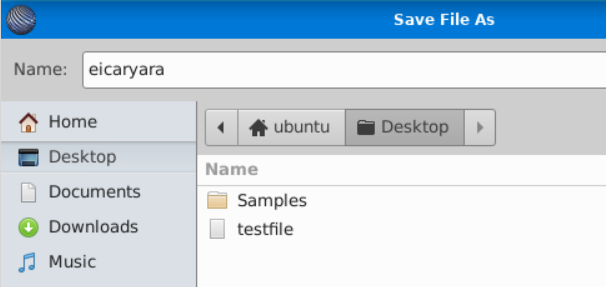 Save File As
Name: eicaryara
Home
Desktop
Documents
Downloads
Music
ubuntu Desktop
Name
Samples
testfile